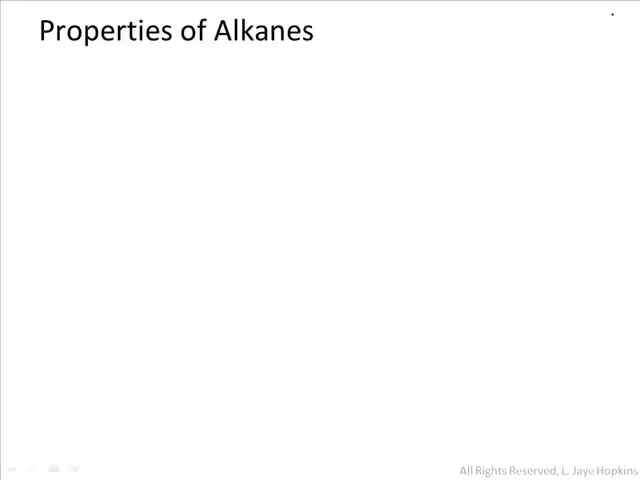 Properties of Alkanes
All Rights Reserved, L. Jaye Hopkins